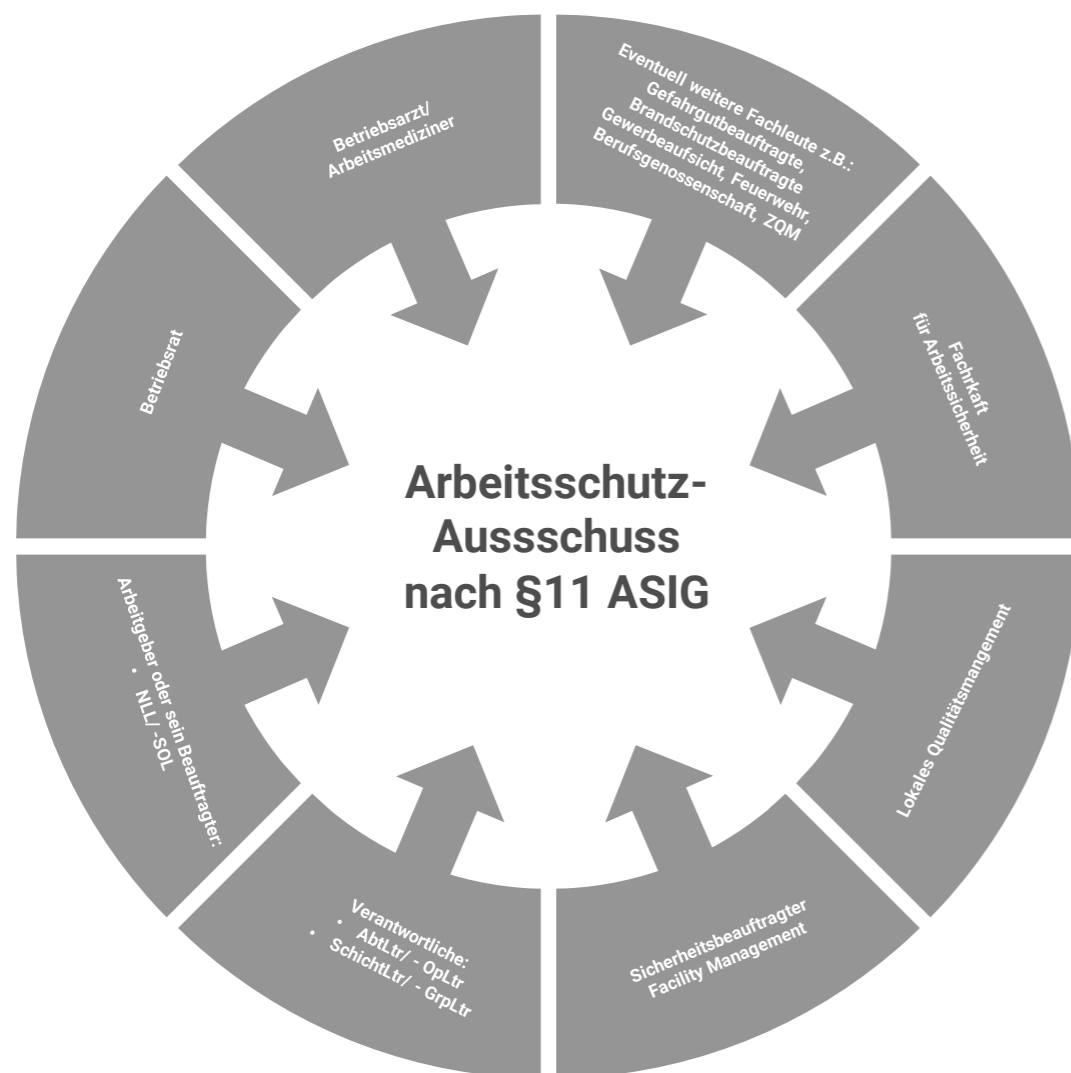 Arbeitsschutz-
Aussschuss
nach §11 ASIG
Eventuell weitere Fachleute z.B.:
Gefahrgutbeauftragte,
Brandschutzbeauftragte
Gewerbeaufsicht, Feuerwehr,
Berufsgenossenschaft, ZQM
Fachrkaft
für Arbeitssicherheit
Lokales Qualitätsmangement
Sicherheitsbeauftragter
Facility Management
Verantwortliche:
• AbtLtr/ - OpLtr
• SchichtLtr/ - GrpLtr
Arbeitgeber oder sein Beauftragter:
• NLL/ -SOL
Betriebsrat
Betriebsarzt/
Arbeitsmediziner